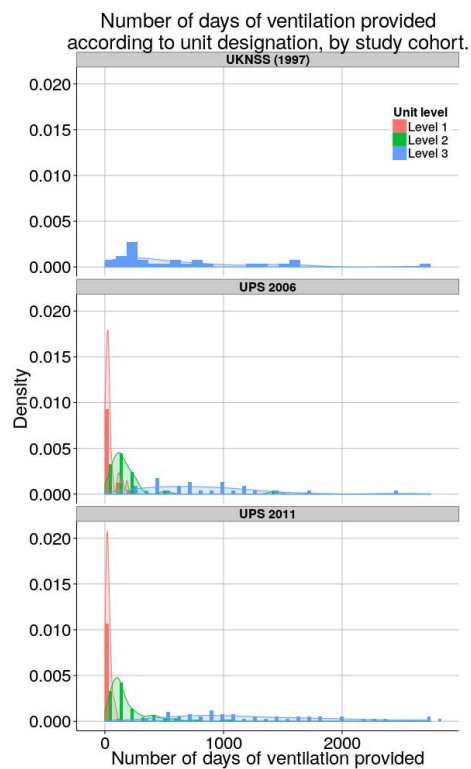 Number of days of ventilation provided
according to unit designation, by study cohort.
UKNSS (1997)
0.020
0.015
0.010
0.005
0.000
Unit level
Level 1
Level 2
Level 3
UPS 2006
0.020
0.015
0.010
0.005
0.000
Density
UPS 2011
0.020
0.015
0.010
0.005
0.000
0 1000 2000
Number of days of ventilation provided